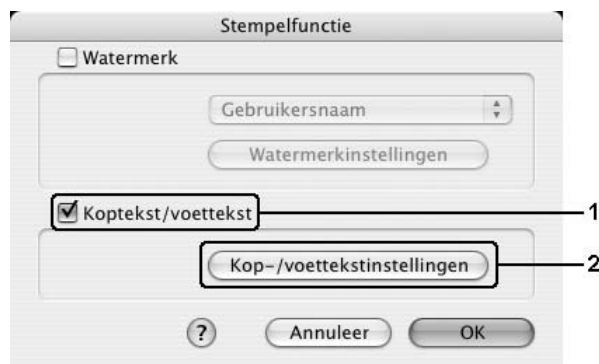 Stempelfunctie
Watermerk
Gebruikersnaam
Watermerkinstellingen
Koptekst/voettekst
1
Kop-/voettekstinstellingen
2
? Annuleer OK